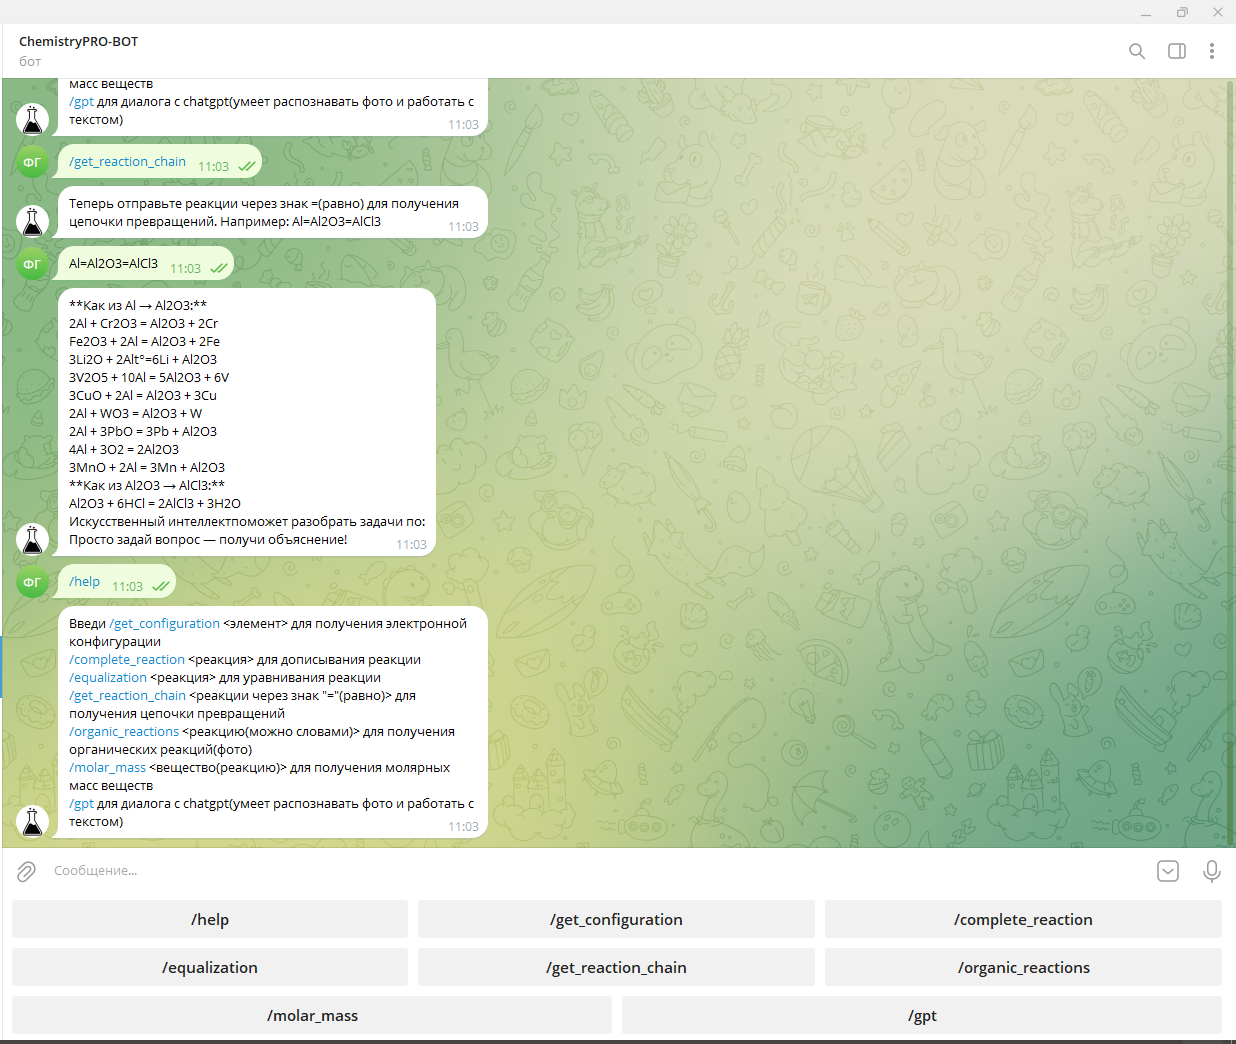 ChemistryPRO-BOT
бот
масс веществ
/gpt для диалога с chatgpt(умеет распознавать фото и работать с
текстом)
11:03
ФГ
/get_reaction_chain 11:03
Теперь отправьте реакции через знак =(равно) для получения
цепочки превращений. Например: Al=Al2O3=AlCl3
11:03
ФГ
Al=Al2O3=AlCl3 11:03
**Как из Al → Al2O3:**
2Al + Cr2O3 = Al2O3 + 2Cr
Fe2O3 + 2Al = Al2O3 + 2Fe
3Li2O + 2Alt°=6Li + Al2O3
3V2O5 + 10Al = 5Al2O3 + 6V
3CuO + 2Al = Al2O3 + 3Cu
2Al + WO3 = Al2O3 + W
2Al + 3PbO = 3Pb + Al2O3
4Al + 3O2 = 2Al2O3
3MnO + 2Al = 3Mn + Al2O3
**Как из Al2O3 → AlCl3:**
Al2O3 + 6HCl = 2AlCl3 + 3H2O
Искусственный интеллектпоможет разобрать задачи по:
Просто задай вопрос — получи объяснение!
11:03
ФГ
/help 11:03
Введи /get_configuration <элемент> для получения электронной
конфигурации
/complete_reaction <реакция> для дописывания реакции
/equalization <реакция> для уравнивания реакции
/get_reaction_chain <реакции через знак "="(равно)> для
получения цепочки превращений
/organic_reactions <реакцию(можно словами)> для получения
органических реакций(фото)
/molar_mass <вещество(реакцию)> для получения молярных
масс веществ
/gpt для диалога с chatgpt(умеет распознавать фото и работать с
текстом)
11:03
Сообщение...
/help
/get_configuration
/complete_reaction
/equalization
/get_reaction_chain
/organic_reactions
/molar_mass
/gpt